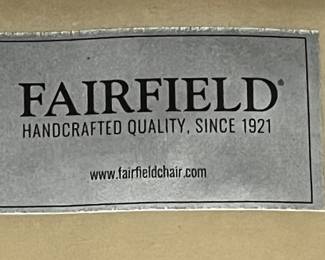 FAIRFIELD®
HANDCRAFTED QUALITY, SINCE 1921
www.fairfieldchair.com